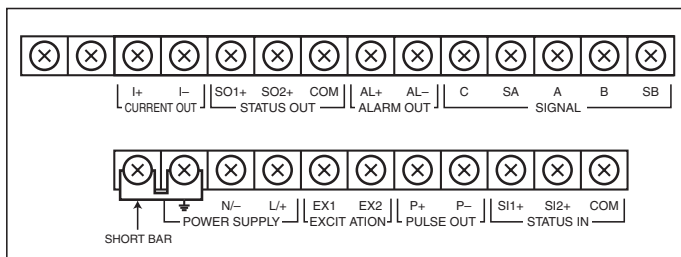 I+ I– SO1+ SO2+ COM AL+ AL– C SA A B SB
CURRENT OUT STATUS OUT ALARM OUT SIGNAL
N/– L/+ EX1 EX2 P+ P– SI1+ SI2+ COM
POWER SUPPLY EXCIT ATION PULSE OUT STATUS IN
SHORT BAR